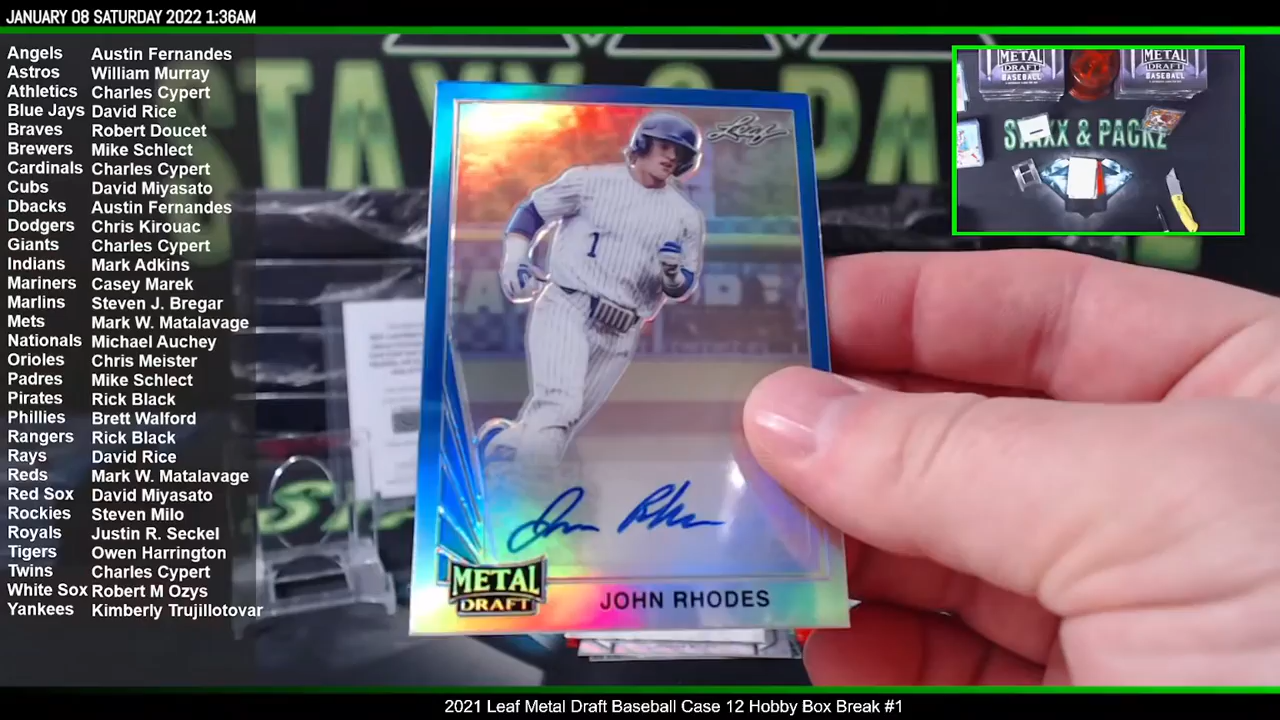 JANUARY 08 SATURDAY 2022 1:36AM
Angels Austin Fernandes
Astros William Murray
Athletics Charles Cypert
Blue Jays David Rice
Braves Robert Doucet
Brewers Mike Schlect
Cardinals Charles Cypert
Cubs David Miyasato
Dbacks Austin Fernandes
Dodgers Chris Kirouac
Giants Charles Cypert
Indians Mark Adkins
Mariners Casey Marek
Marlins Steven J. Bregar
Mets Mark W. Matalavage
Nationals Michael Auchey
Orioles Chris Meister
Padres Mike Schlect
Pirates Rick Black
Phillies Brett Walford
Rangers Rick Black
Rays David Rice
Reds Mark W. Matalavage
Red Sox David Miyasato
Rockies Steven Milo
Royals Justin R. Seckel
Tigers Owen Harrington
Twins Charles Cypert
White Sox Robert M Ozys
Yankees Kimberly Trujillotovar
Leaf
1
METAL
DRAFT
JOHN RHODES
METAL
DRAFT
BASEBALL
METAL
DRAFT
BASEBALL
2021 Leaf Metal Draft Baseball Case 12 Hobby Box Break #1